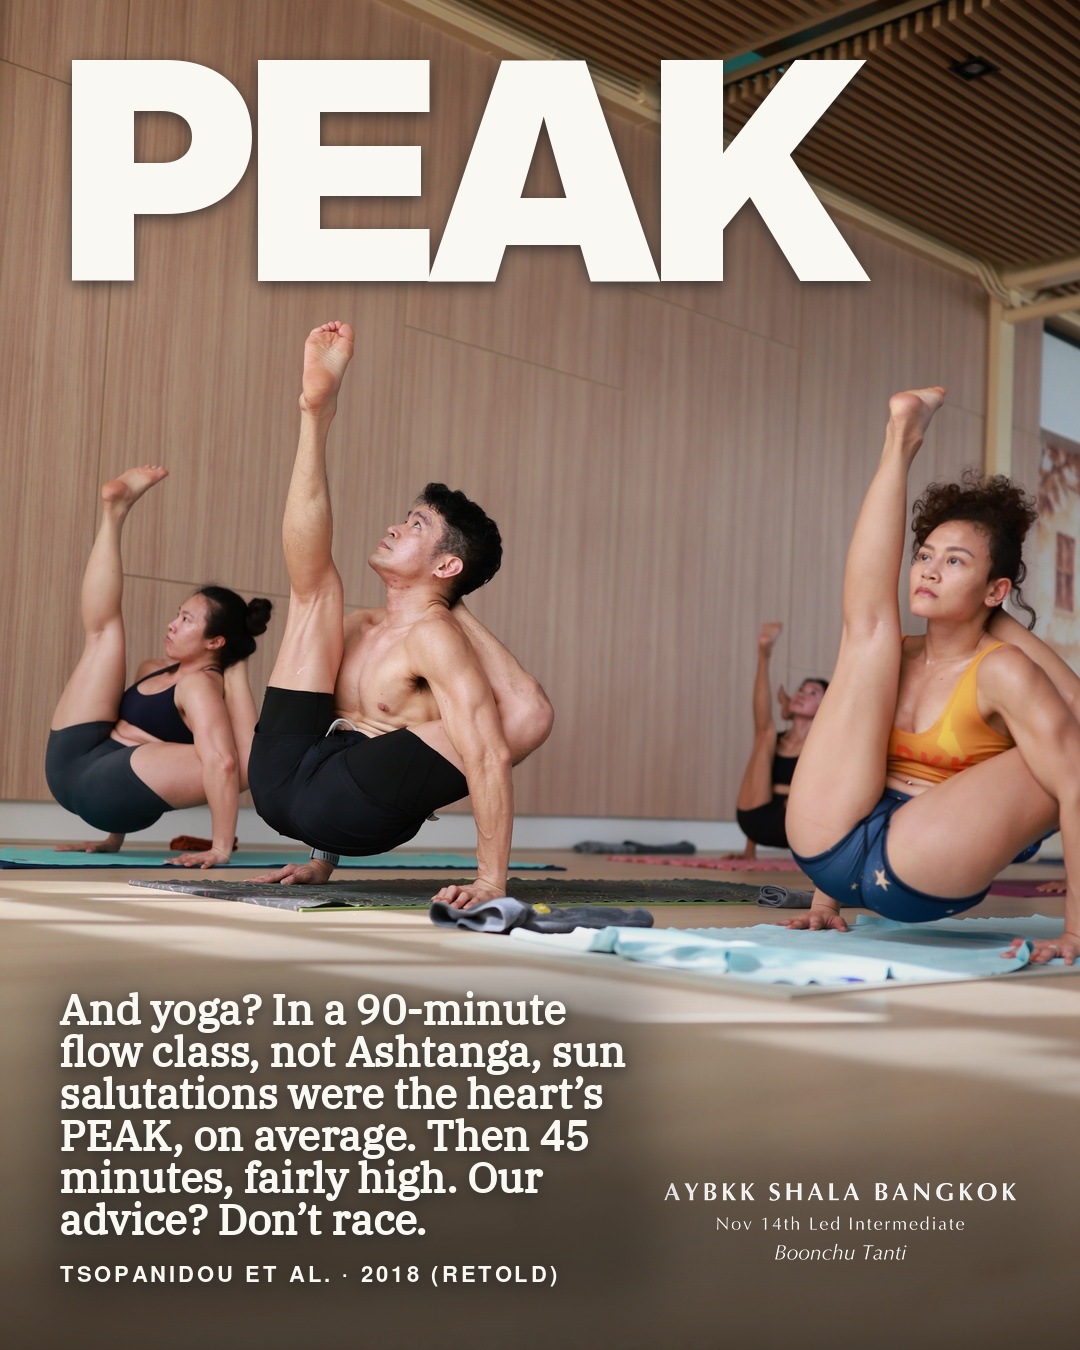 PEAK
And yoga? In a 90-minute
flow class, not Ashtanga, sun
salutations were the heart’s
PEAK, on average. Then 45
minutes, fairly high. Our
advice? Don’t race.
TSOPANIDOU ET AL. · 2018 (RETOLD)
AYBKK SHALA BANGKOK
Nov 14th Led Intermediate
Boonchu Tanti